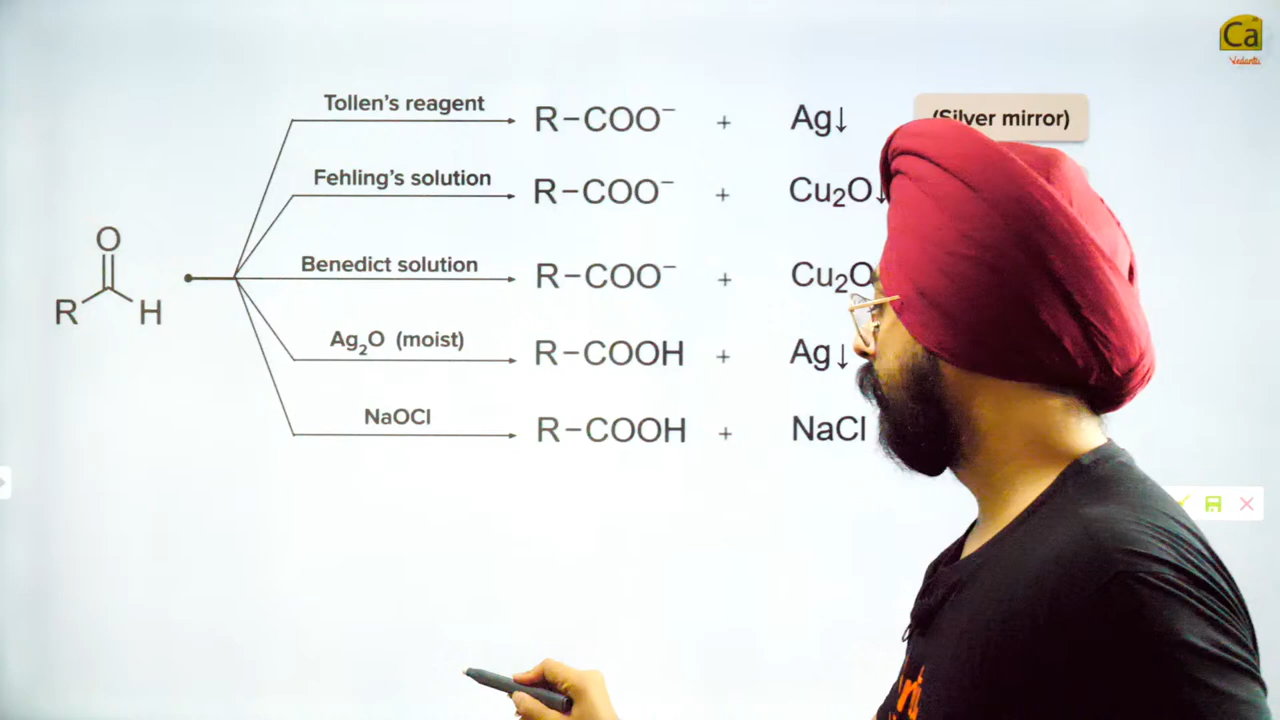 Ca
Vedantu
Tollen's reagent
R–COO⁻ + Ag↓ (Silver mirror)
Fehling's solution
R–COO⁻ + Cu₂O↓
O
R H
Benedict solution
R–COO⁻ + Cu₂O
Ag₂O (moist)
R–COOH + Ag↓
NaOCl
R–COOH + NaCl